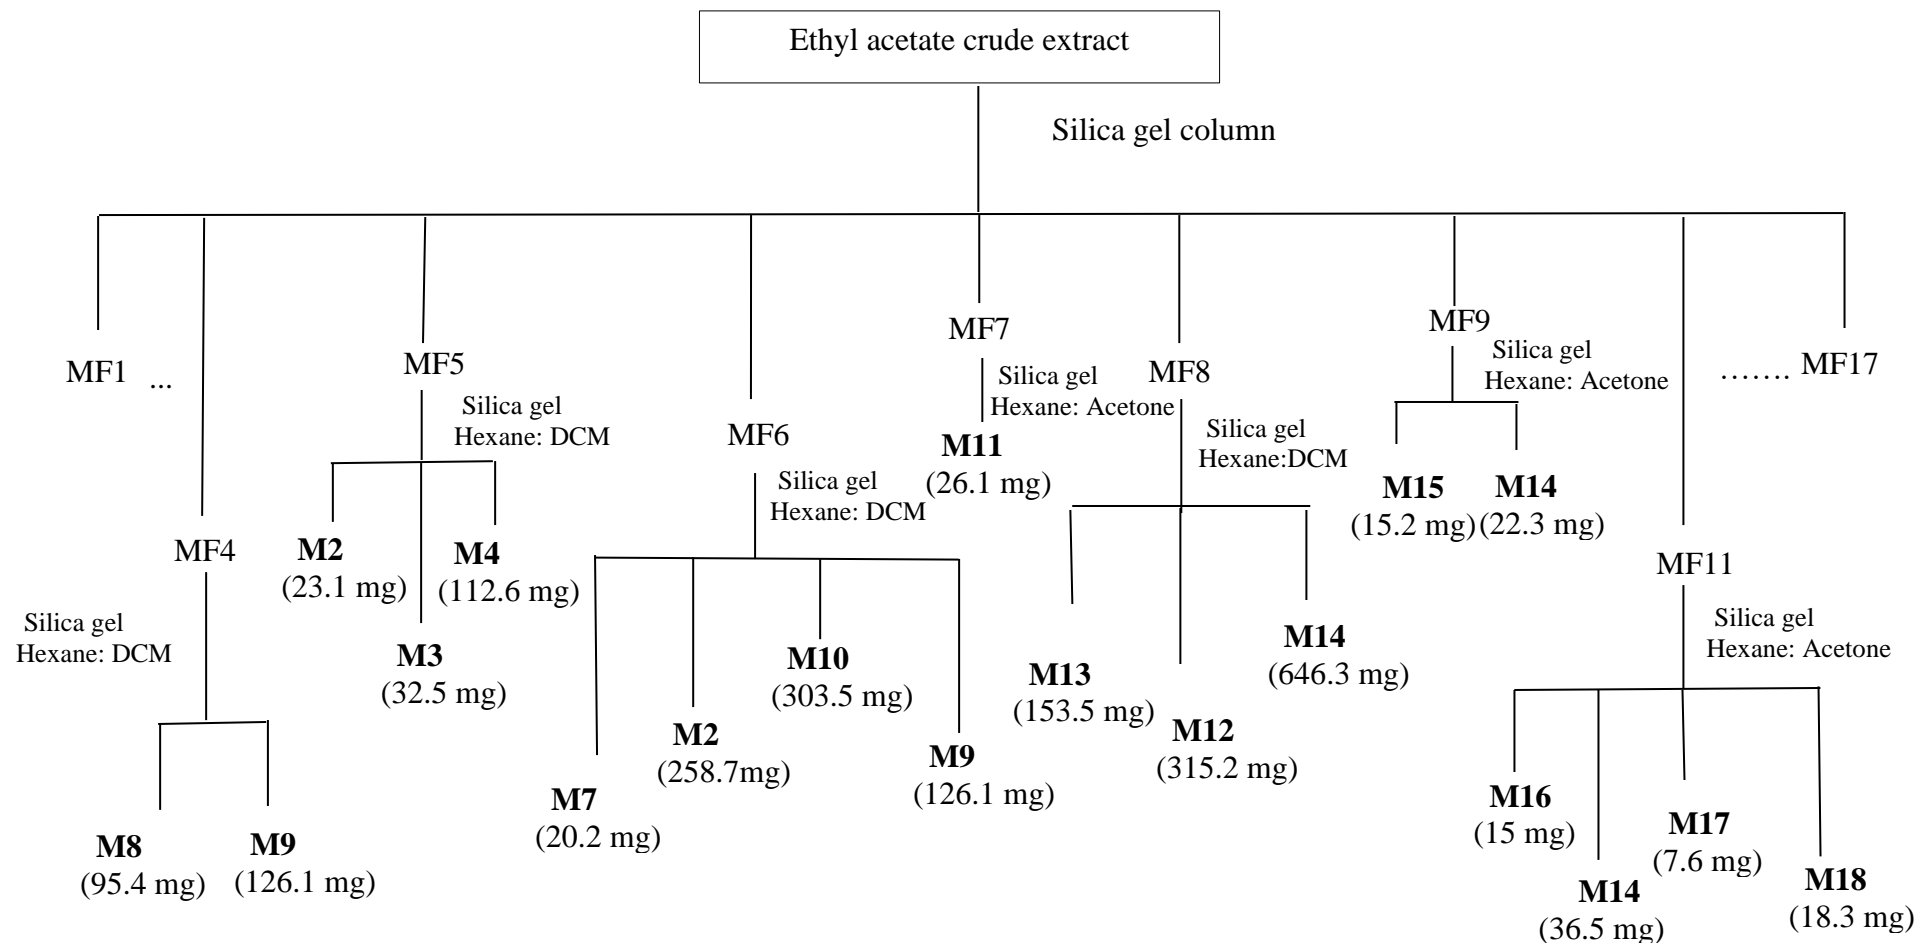 Ethyl acetate crude extract
Silica gel column
MF1 ...
MF4
Silica gel
Hexane: DCM
M8
(95.4 mg)
M9
(126.1 mg)
MF5
Silica gel
Hexane: DCM
M2
(23.1 mg)
M3
(32.5 mg)
M4
(112.6 mg)
MF6
Silica gel
Hexane: DCM
M7
(20.2 mg)
M2
(258.7mg)
M10
(303.5 mg)
M9
(126.1 mg)
MF7
Silica gel
Hexane: Acetone
M11
(26.1 mg)
MF8
Silica gel
Hexane:DCM
M13
(153.5 mg)
M12
(315.2 mg)
M14
(646.3 mg)
MF9
Silica gel
Hexane: Acetone
M15
(15.2 mg)
M14
(22.3 mg)
MF11
Silica gel
Hexane: Acetone
M16
(15 mg)
M14
(36.5 mg)
M17
(7.6 mg)
M18
(18.3 mg)
....... MF17